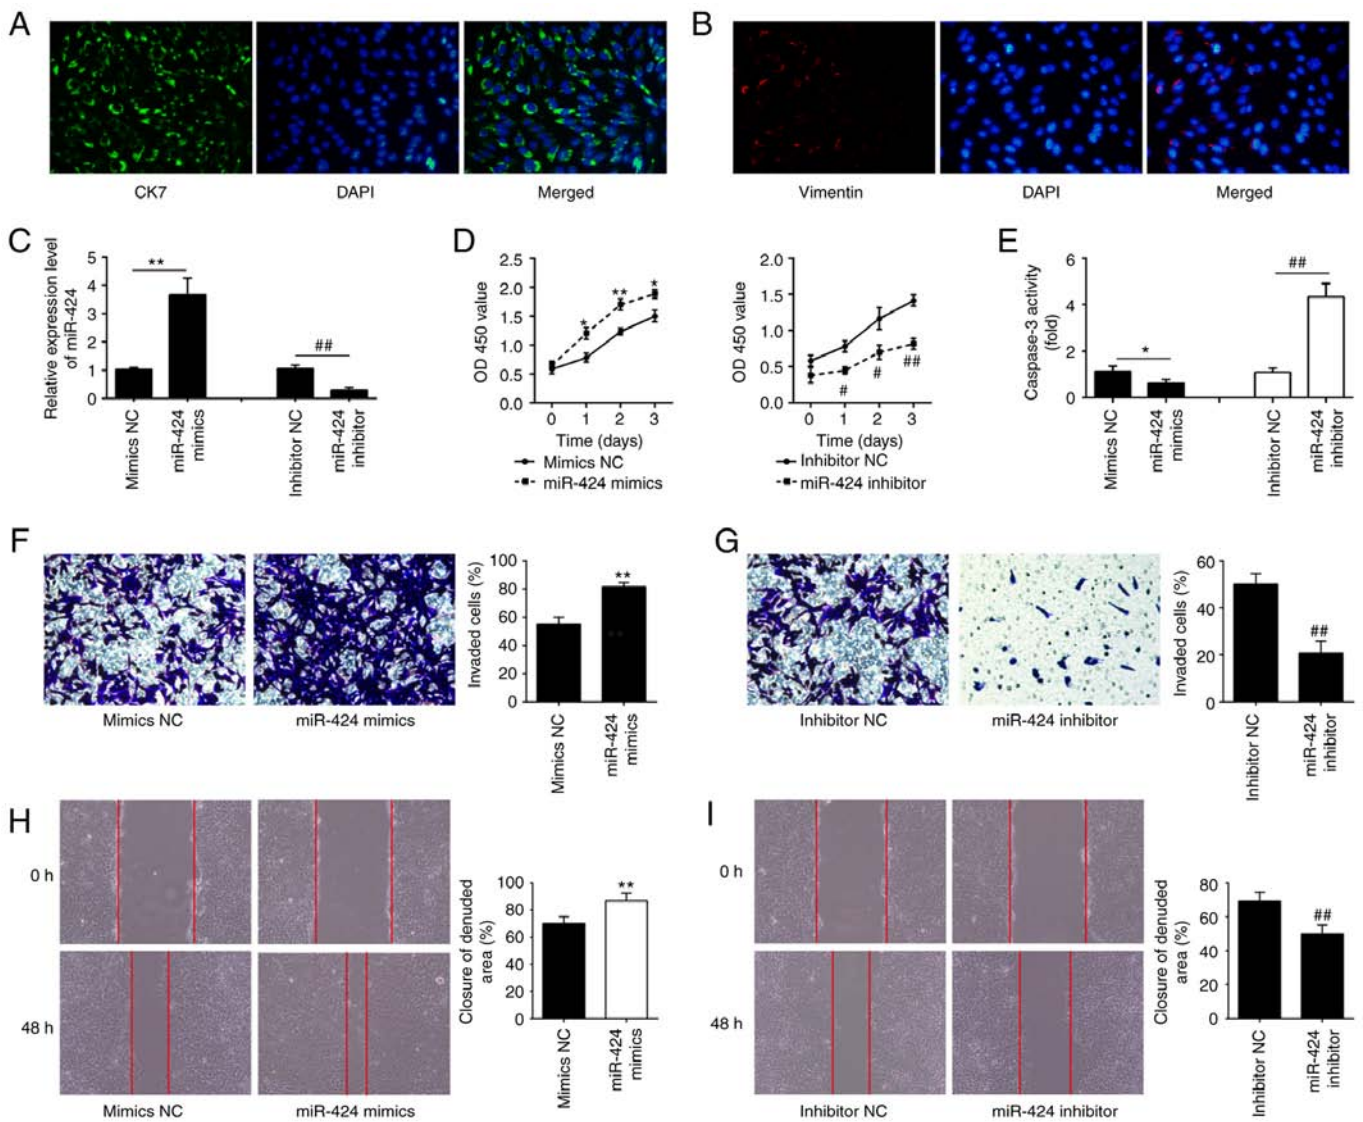 A
CK7
DAPI
Merged
B
Vimentin
DAPI
Merged
C
Relative expression level
of miR-424
5
4
3
2
1
0
**
##
Mimics NC
miR-424
mimics
Inhibitor NC
miR-424
inhibitor
D
OD 450 value
2.5
2.0
1.5
1.0
0.5
0.0
*
**
*
0 1 2 3
Time (days)
Mimics NC
miR-424 mimics
OD 450 value
2.0
1.5
1.0
0.5
0.0
#
#
##
0 1 2 3
Time (days)
Inhibitor NC
miR-424 inhibitor
E
Caspase-3 activity
(fold)
6
4
2
0
*
##
Mimics NC
miR-424
mimics
Inhibitor NC
miR-424
inhibitor
F
Mimics NC
miR-424 mimics
Invaded cells (%)
100
80
60
40
20
0
**
Mimics NC
miR-424
mimics
G
Inhibitor NC
miR-424 inhibitor
Invaded cells (%)
60
40
20
0
##
Inhibitor NC
miR-424
inhibitor
H
0 h
48 h
Mimics NC
miR-424 mimics
Closure of denuded
area (%)
100
80
60
40
20
0
**
Mimics NC
miR-424
mimics
I
0 h
48 h
Inhibitor NC
miR-424 inhibitor
Closure of denuded
area (%)
80
60
40
20
0
##
Inhibitor NC
miR-424
inhibitor